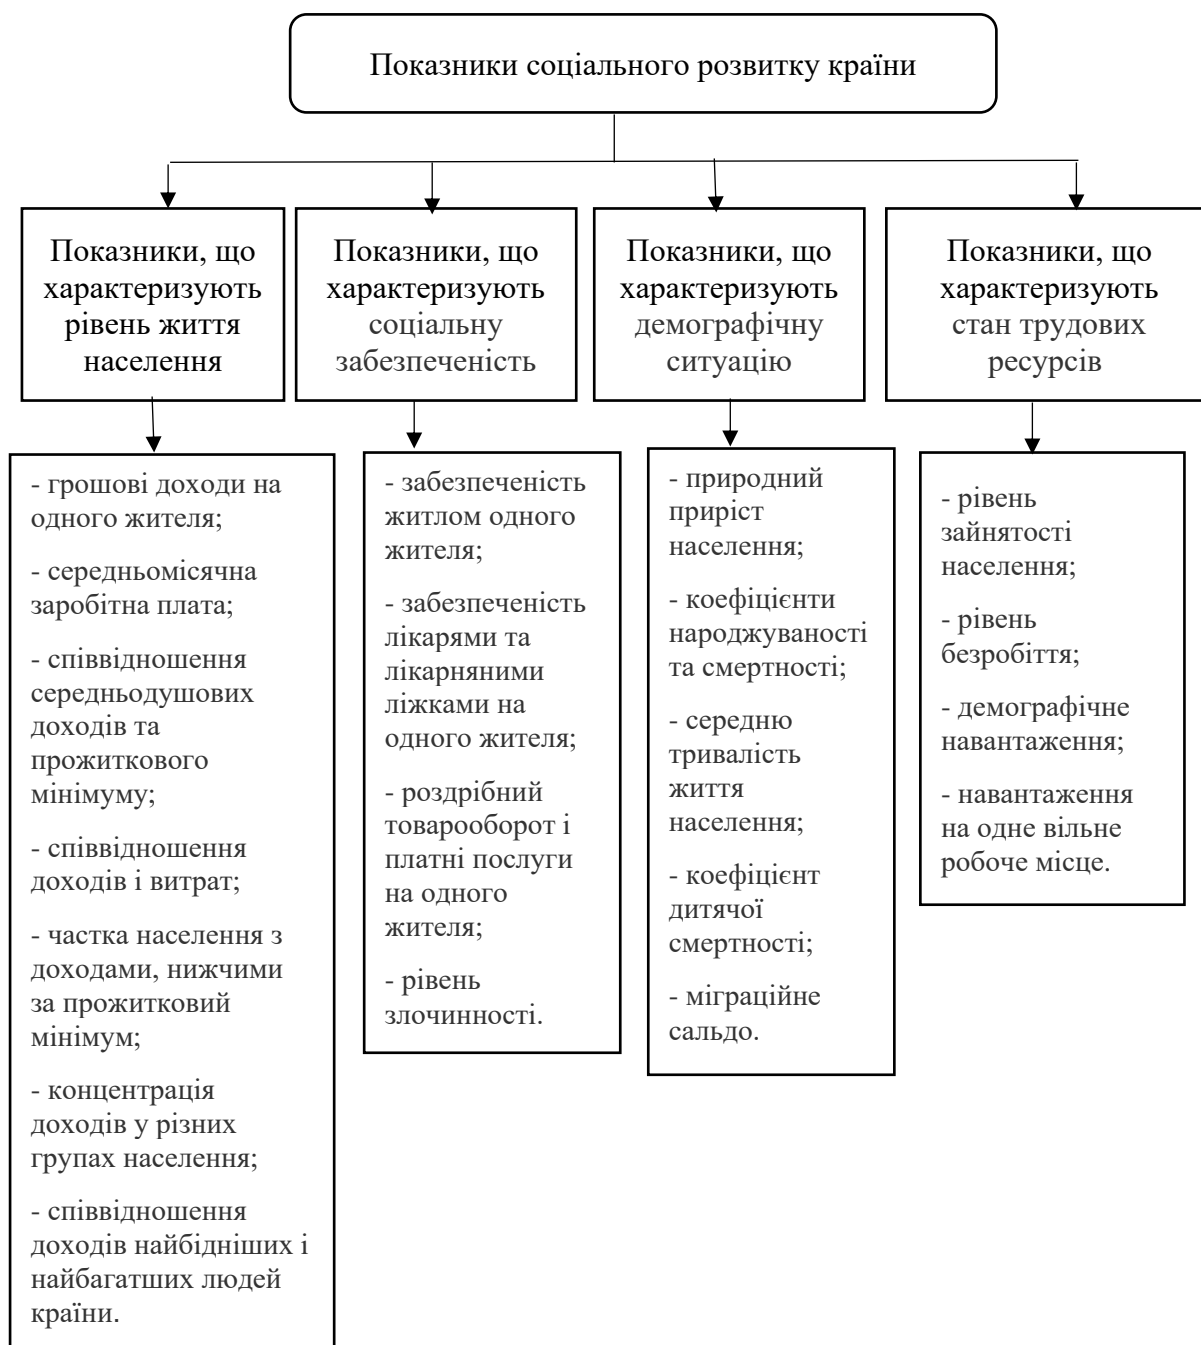 Показники соціального розвитку країни
Показники, що
характеризують
рівень життя
населення
Показники, що
характеризують
соціальну
забезпеченість
Показники, що
характеризують
демографічну
ситуацію
Показники, що
характеризують
стан трудових
ресурсів
- грошові доходи на
одного жителя;
- середньомісячна
заробітна плата;
- співвідношення
середньодушових
доходів та
прожиткового
мінімуму;
- співвідношення
доходів і витрат;
- частка населення з
доходами, нижчими
за прожитковий
мінімум;
- концентрація
доходів у різних
групах населення;
- співвідношення
доходів найбідніших і
найбагатших людей
країни.
- забезпеченість
житлом одного
жителя;
- забезпеченість
лікарями та
лікарняними
ліжками на
одного жителя;
- роздрібний
товарооборот і
платні послуги
на одного
жителя;
- рівень
злочинності.
- природний
приріст
населення;
- коефіцієнти
народжуваності
та смертності;
- середню
тривалість
життя
населення;
- коефіцієнт
дитячої
смертності;
- міграційне
сальдо.
- рівень
зайнятості
населення;
- рівень
безробіття;
- демографічне
навантаження;
- навантаження
на одне вільне
робоче місце.